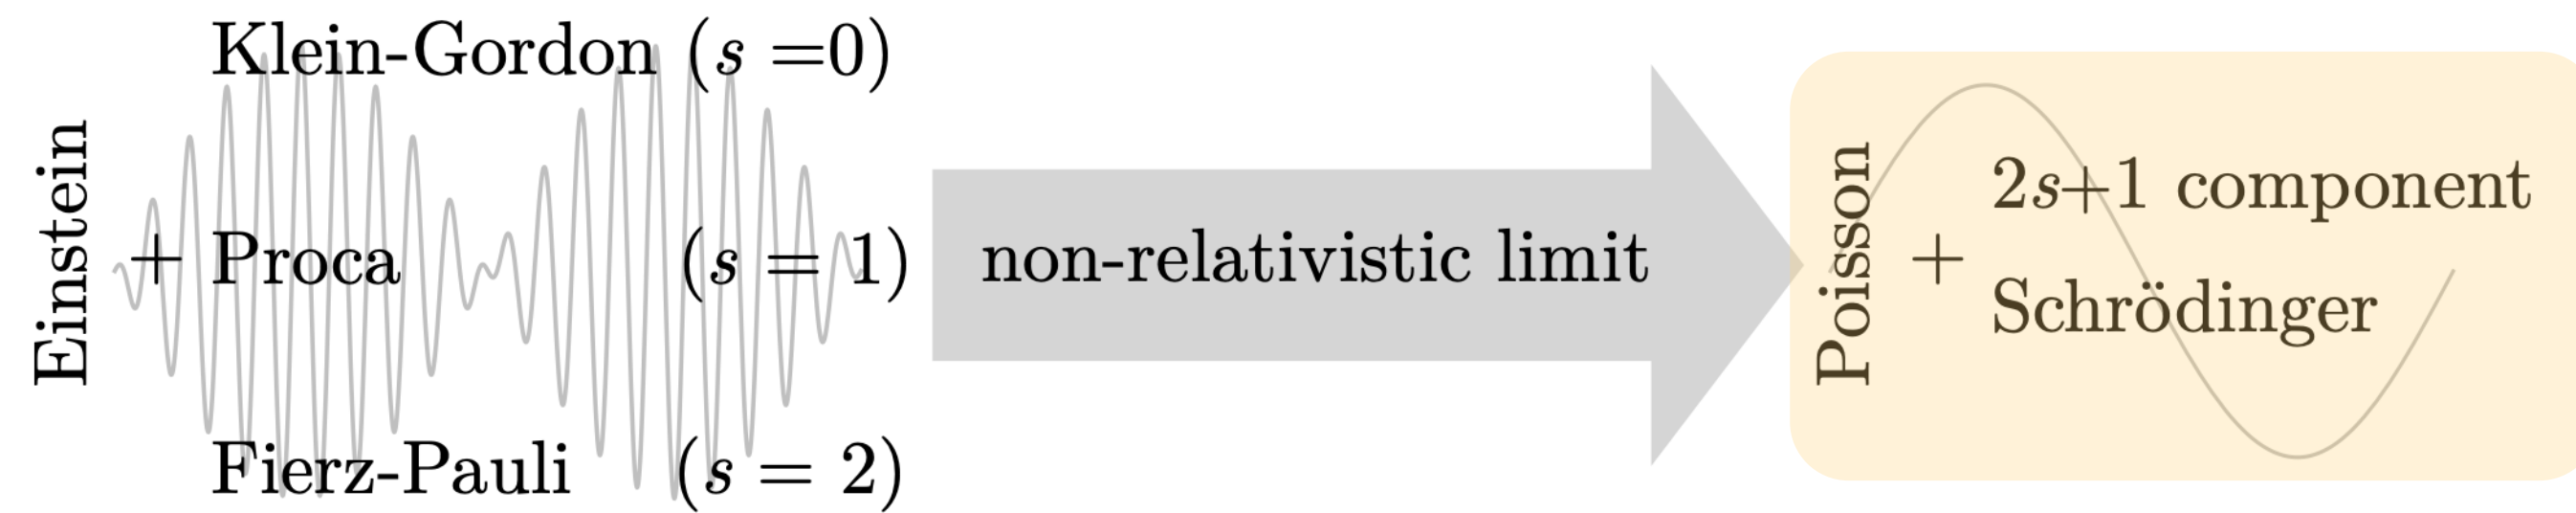 Einstein
+
Klein-Gordon (s =0)
Proca (s = 1)
Fierz-Pauli (s = 2)
non-relativistic limit
Poisson
+
2s+1 component
Schrödinger